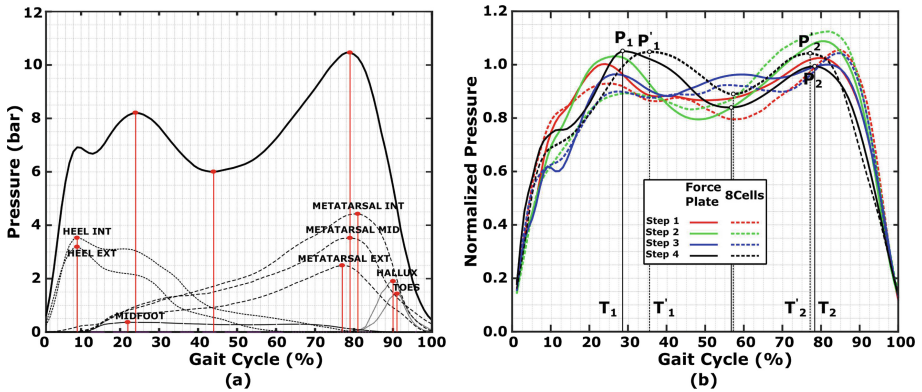 12
10
8
6
4
2
0
Pressure (bar)
HEEL INT
HEEL EXT
MIDFOOT
METATARSAL INT
METATARSAL MID
METATARSAL EXT
HALLUX
TOES
0 10 20 30 40 50 60 70 80 90 100
Gait Cycle (%)
(a)
1.2
1.0
0.8
0.6
0.4
0.2
0.0
Normalized Pressure
P1 P'1 P'2
P2
Force Plate 8Cells
Step 1
Step 2
Step 3
Step 4
T1 T'1 T'2 T2
0 10 20 30 40 50 60 70 80 90 100
Gait Cycle (%)
(b)